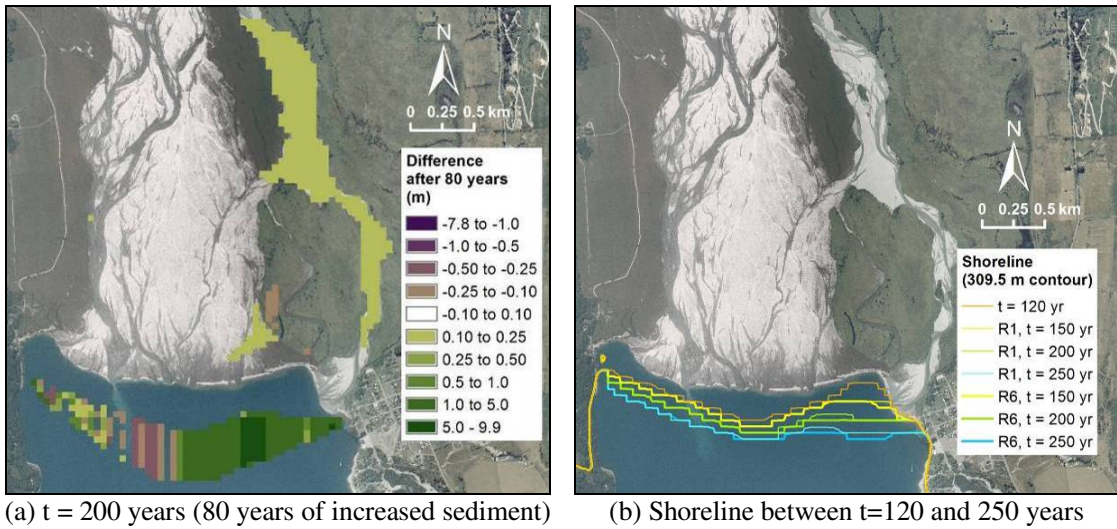 N
0 0.25 0.5 km
Difference
after 80 years
(m)
-7.8 to -1.0
-1.0 to -0.5
-0.50 to -0.25
-0.25 to -0.10
-0.10 to 0.10
0.10 to 0.25
0.25 to 0.50
0.5 to 1.0
1.0 to 5.0
5.0 - 9.9
(a) t = 200 years (80 years of increased sediment)
N
0 0.25 0.5 km
Shoreline
(309.5 m contour)
t = 120 yr
R1, t = 150 yr
R1, t = 200 yr
R1, t = 250 yr
R6, t = 150 yr
R6, t = 200 yr
R6, t = 250 yr
(b) Shoreline between t=120 and 250 years